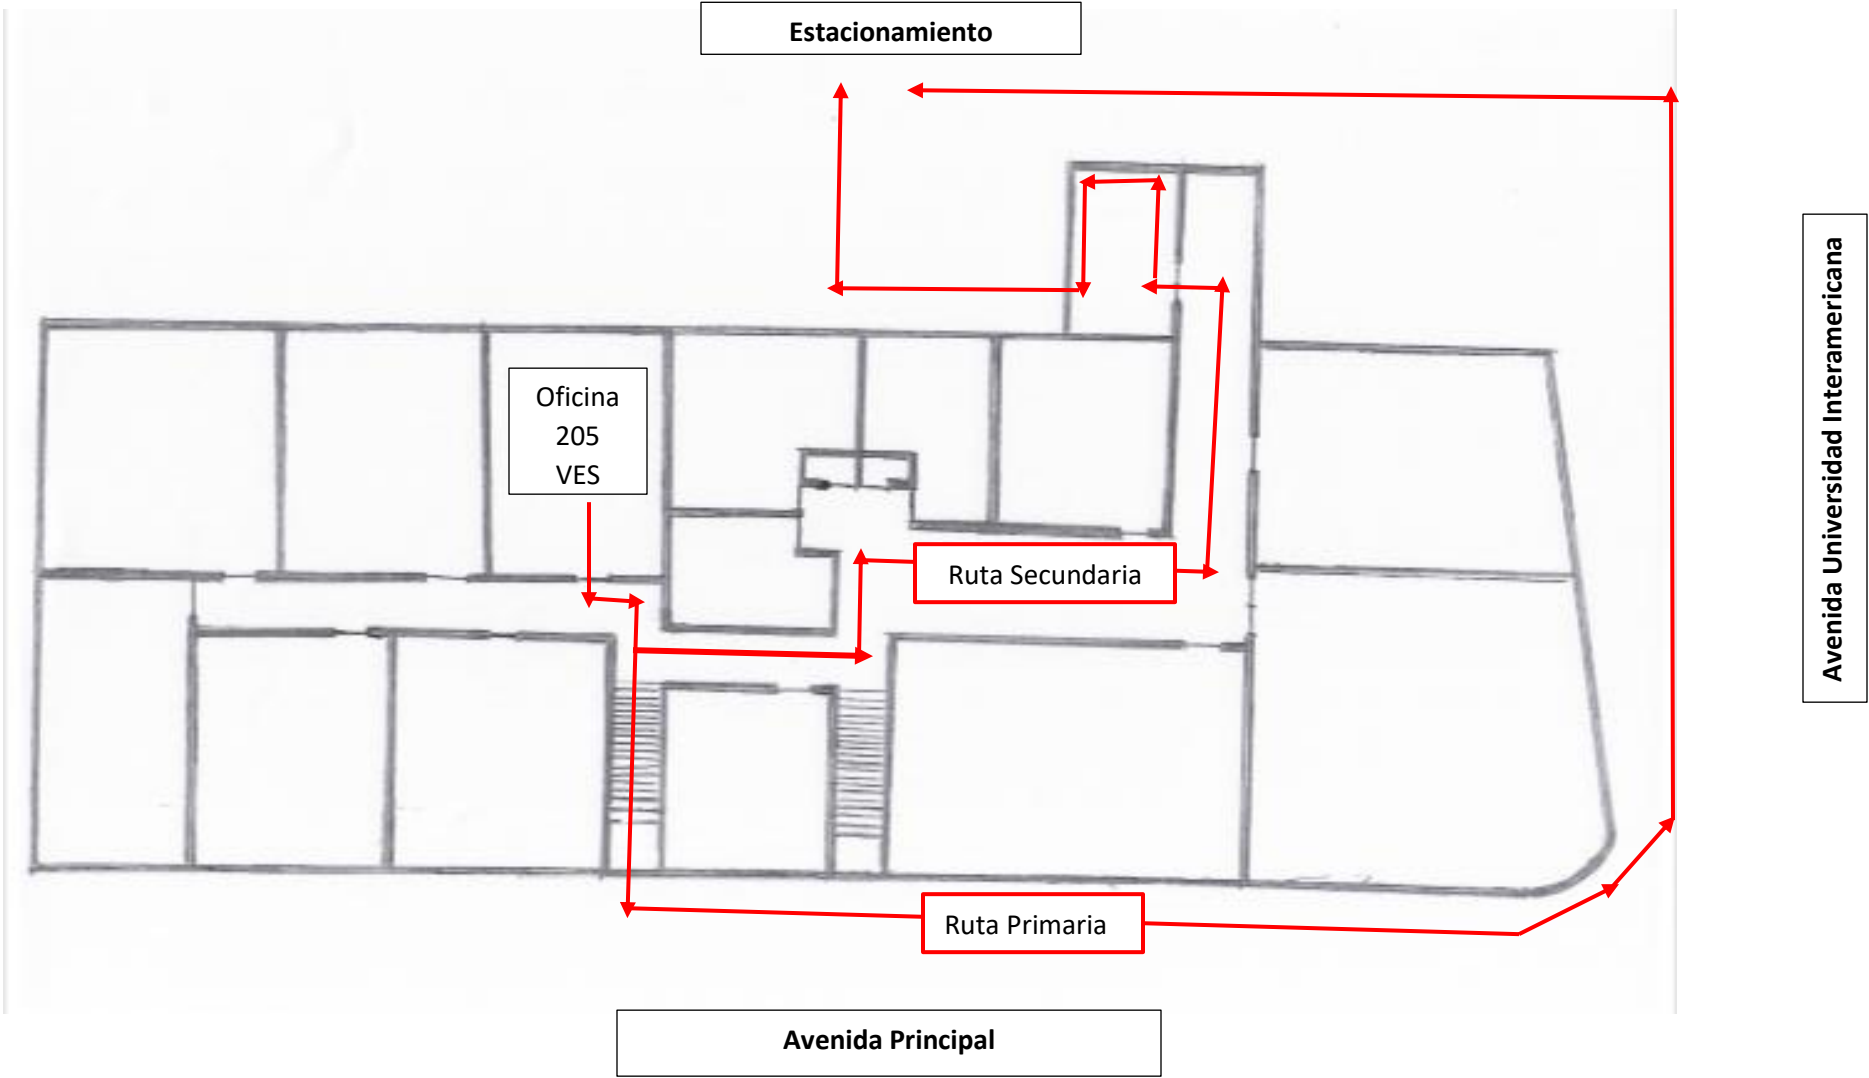 Estacionamiento
Avenida Universidad Interamericana
Oficina
205
VES
Ruta Secundaria
Ruta Primaria
Avenida Principal